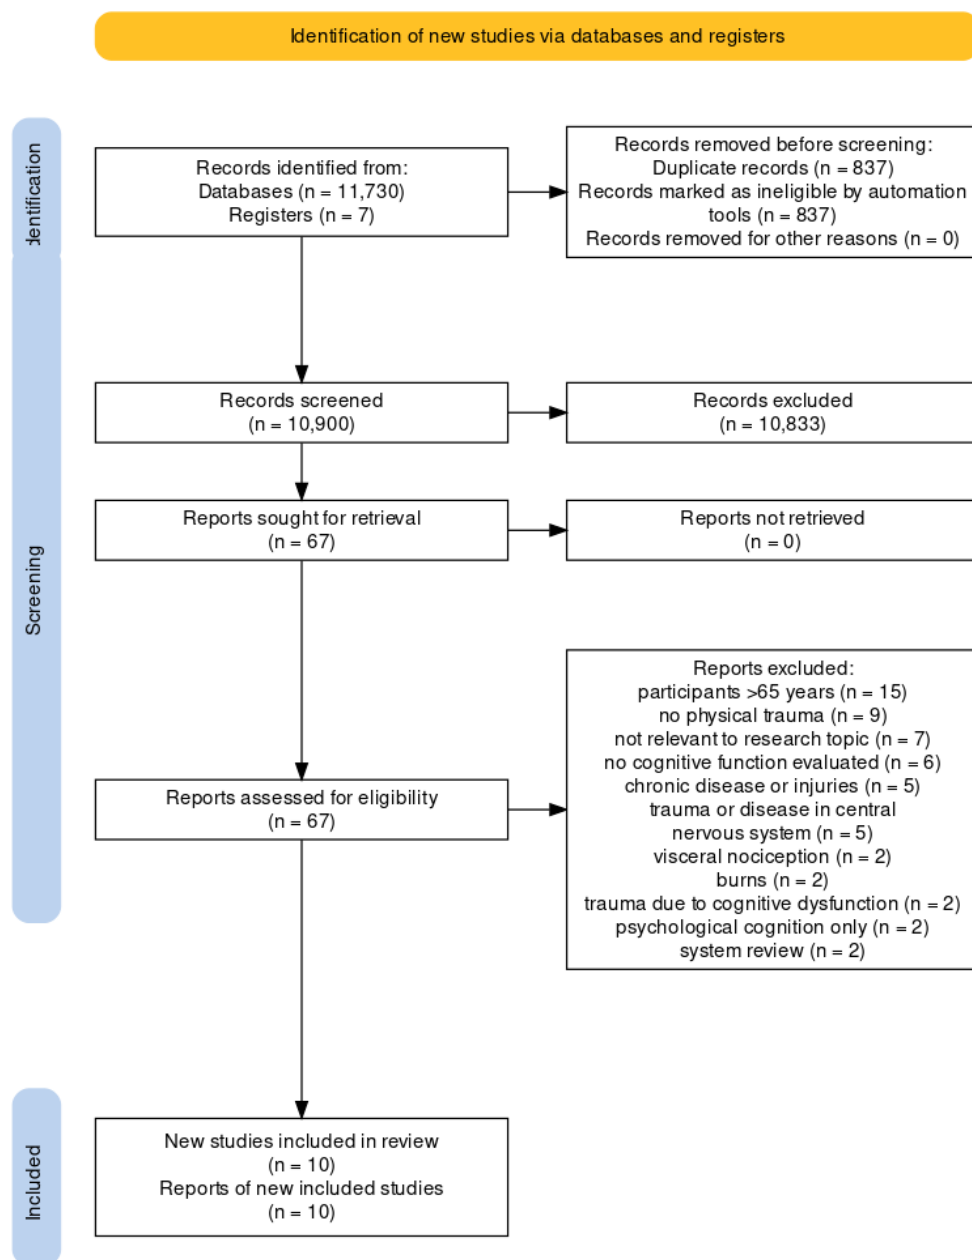 Identification of new studies via databases and registers
Identification
Records identified from:
Databases (n = 11,730)
Registers (n = 7)
Records removed before screening:
Duplicate records (n = 837)
Records marked as ineligible by automation
tools (n = 837)
Records removed for other reasons (n = 0)
Screening
Records screened
(n = 10,900)
Records excluded
(n = 10,833)
Reports sought for retrieval
(n = 67)
Reports not retrieved
(n = 0)
Reports assessed for eligibility
(n = 67)
Reports excluded:
participants >65 years (n = 15)
no physical trauma (n = 9)
not relevant to research topic (n = 7)
no cognitive function evaluated (n = 6)
chronic disease or injuries (n = 5)
trauma or disease in central
nervous system (n = 5)
visceral nociception (n = 2)
burns (n = 2)
trauma due to cognitive dysfunction (n = 2)
psychological cognition only (n = 2)
system review (n = 2)
Included
New studies included in review
(n = 10)
Reports of new included studies
(n = 10)